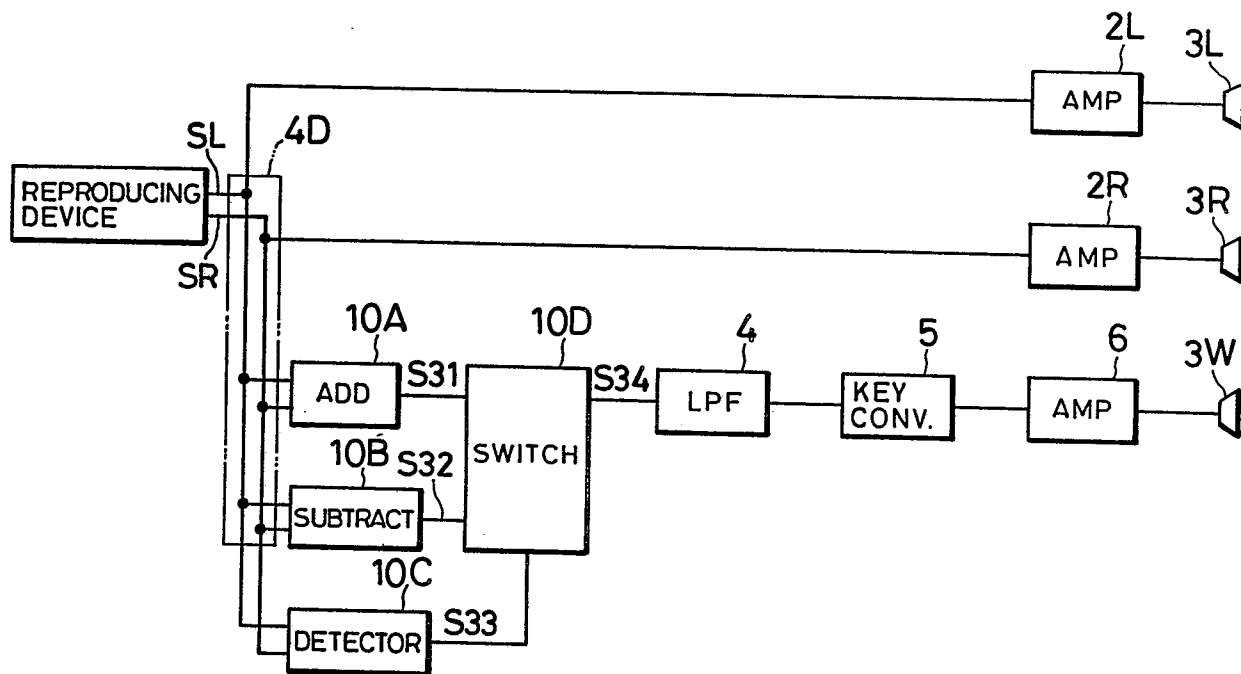 2L
3L
AMP
SL
4D
REPRODUCING
DEVICE
SR
2R
3R
AMP
10A
10D
4
5
6
3W
ADD
S31
S34
LPF
KEY
CONV.
AMP
SWITCH
10B
S32
SUBTRACT
10C
S33
DETECTOR